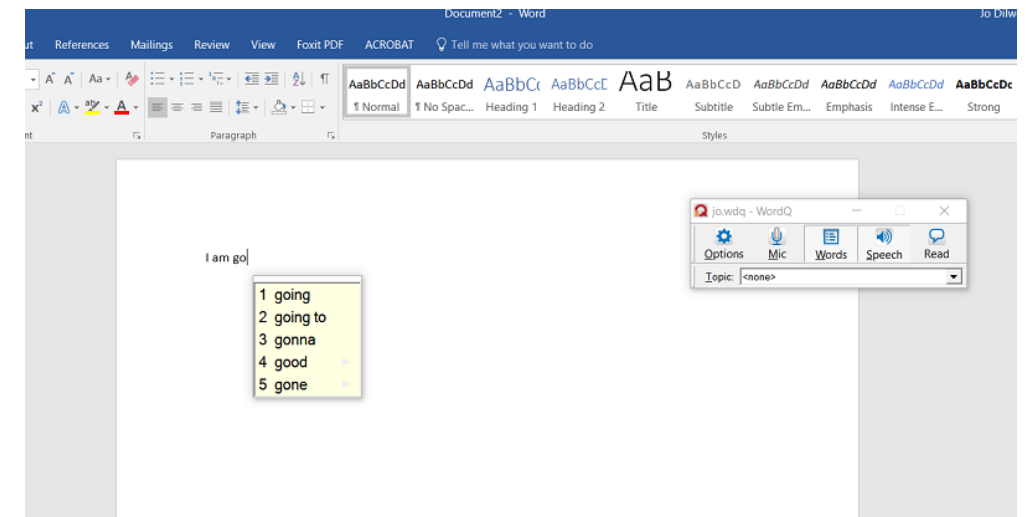 Document2 - Word
Jo Dilw
ut References Mailings Review View Foxit PDF ACROBAT Tell me what you want to do
A A Aa
x² A aby A
AaBbCcDd AaBbCcDd AaBbCc AaBbCcE AaB AaBbCcD AaBbCcDd AaBbCcDd AaBbCcDd AaBbCcDc
¶ Normal ¶ No Spac... Heading 1 Heading 2 Title Subtitle Subtle Em... Emphasis Intense E... Strong
nt Paragraph Styles
jo.wdq - WordQ
Options Mic Words Speech Read
Topic: <none>
I am go
1 going
2 going to
3 gonna
4 good
5 gone